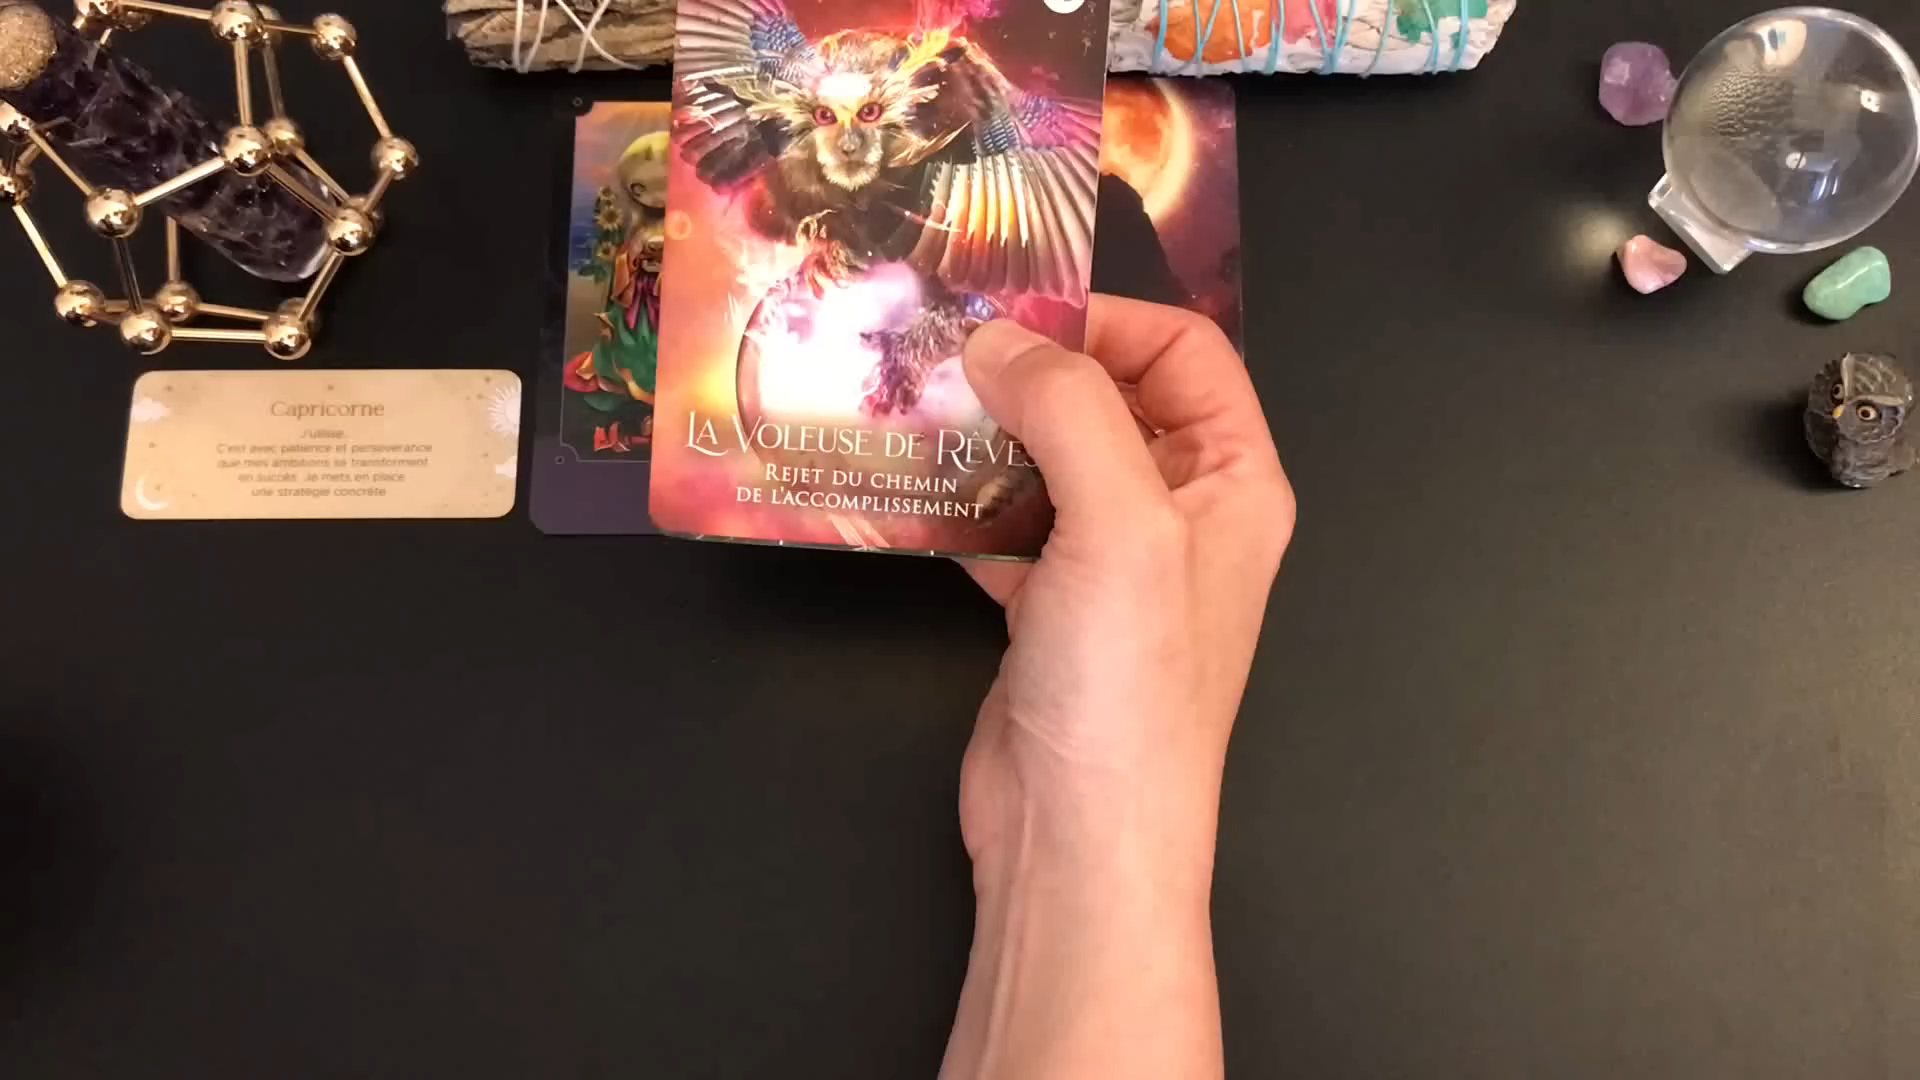 Capricorne
J'utilise...
C'est avec patience et persévérance
que mes ambitions se transforment
en succès. Je mets en place
une stratégie concrète
LA VOLEUSE DE RÊVES
REJET DU CHEMIN
DE L'ACCOMPLISSEMENT